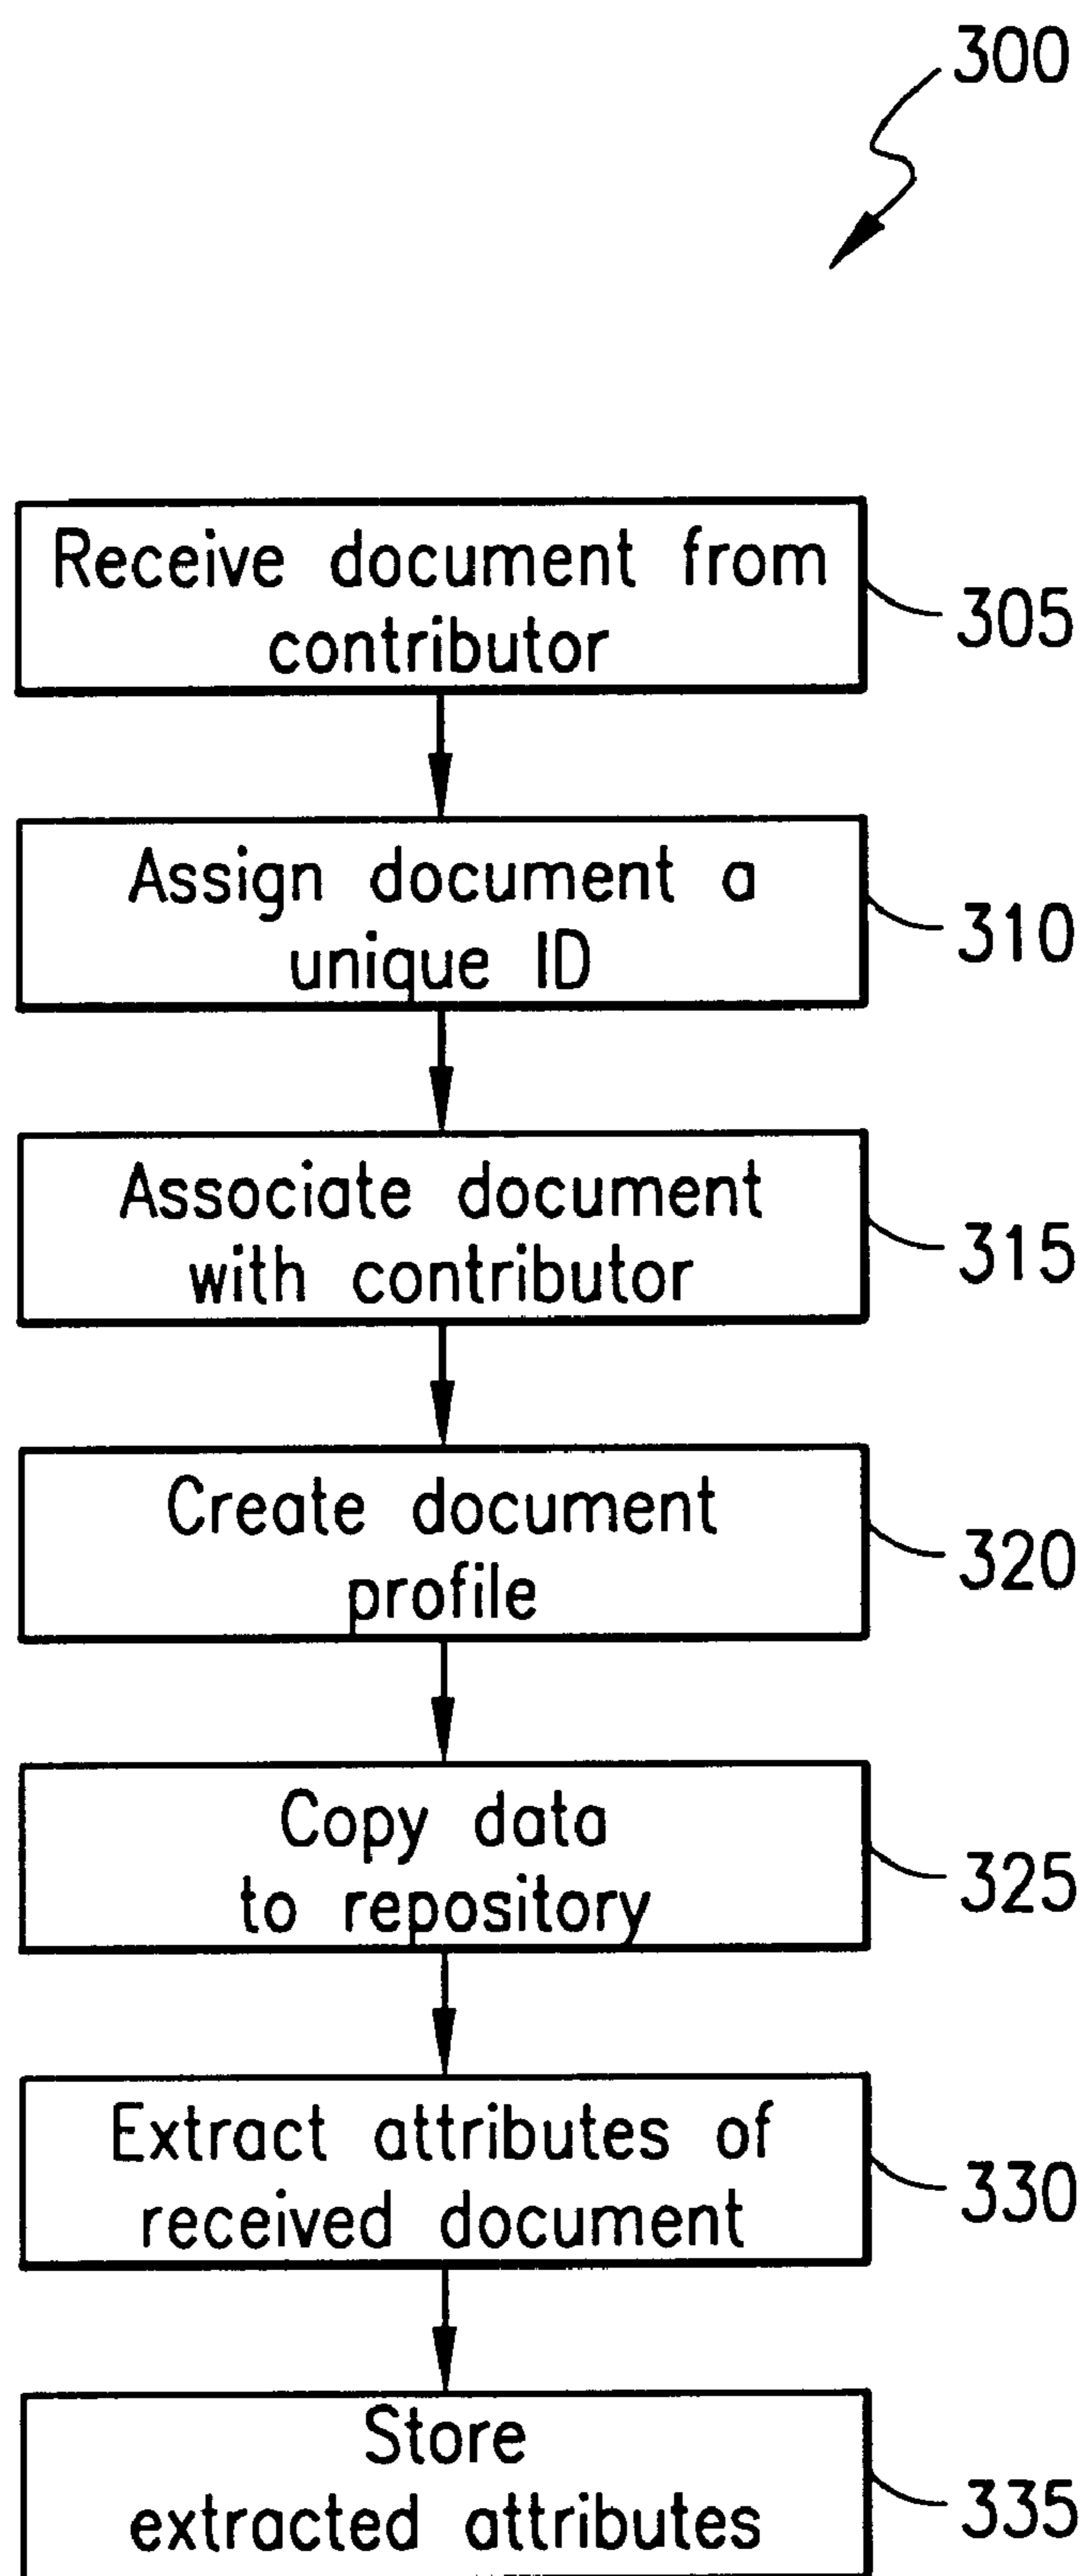 300
Receive document from
contributor
305
Assign document a
unique ID
310
Associate document
with contributor
315
Create document
profile
320
Copy data
to repository
325
Extract attributes of
received document
330
Store
extracted attributes
335